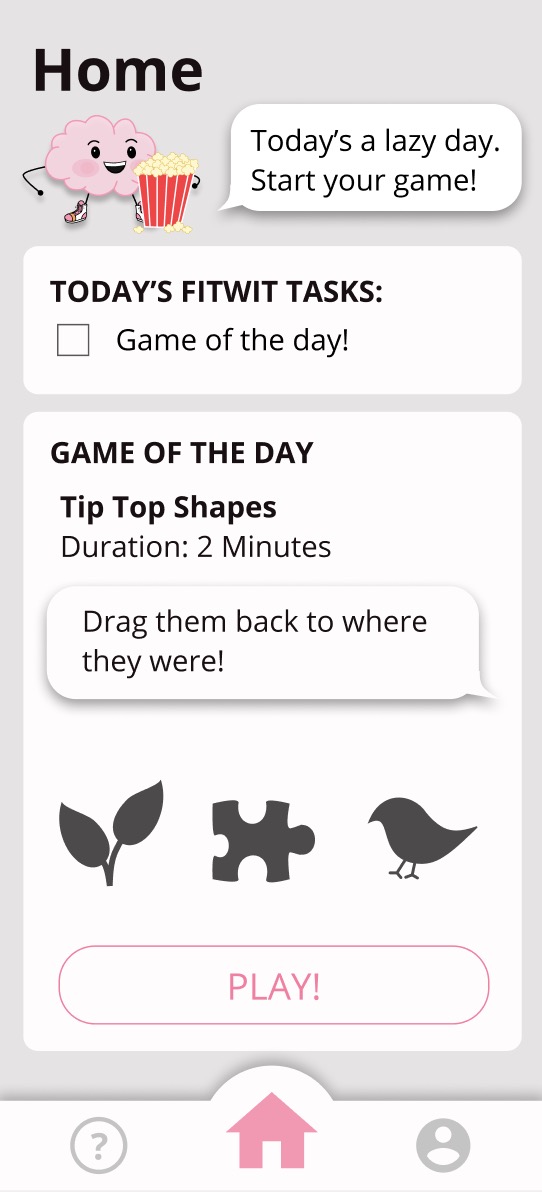 Home
Today’s a lazy day.
Start your game!
TODAY’S FITWIT TASKS:
Game of the day!
GAME OF THE DAY
Tip Top Shapes
Duration: 2 Minutes
Drag them back to where
they were!
PLAY!
?